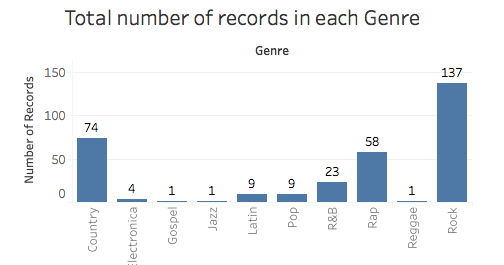 Total number of records in each Genre
Genre
Number of Records
150
100
50
0
74
4
1
1
9
9
23
58
1
137
Country
Electronica
Gospel
Jazz
Latin
Pop
R&B
Rap
Reggae
Rock